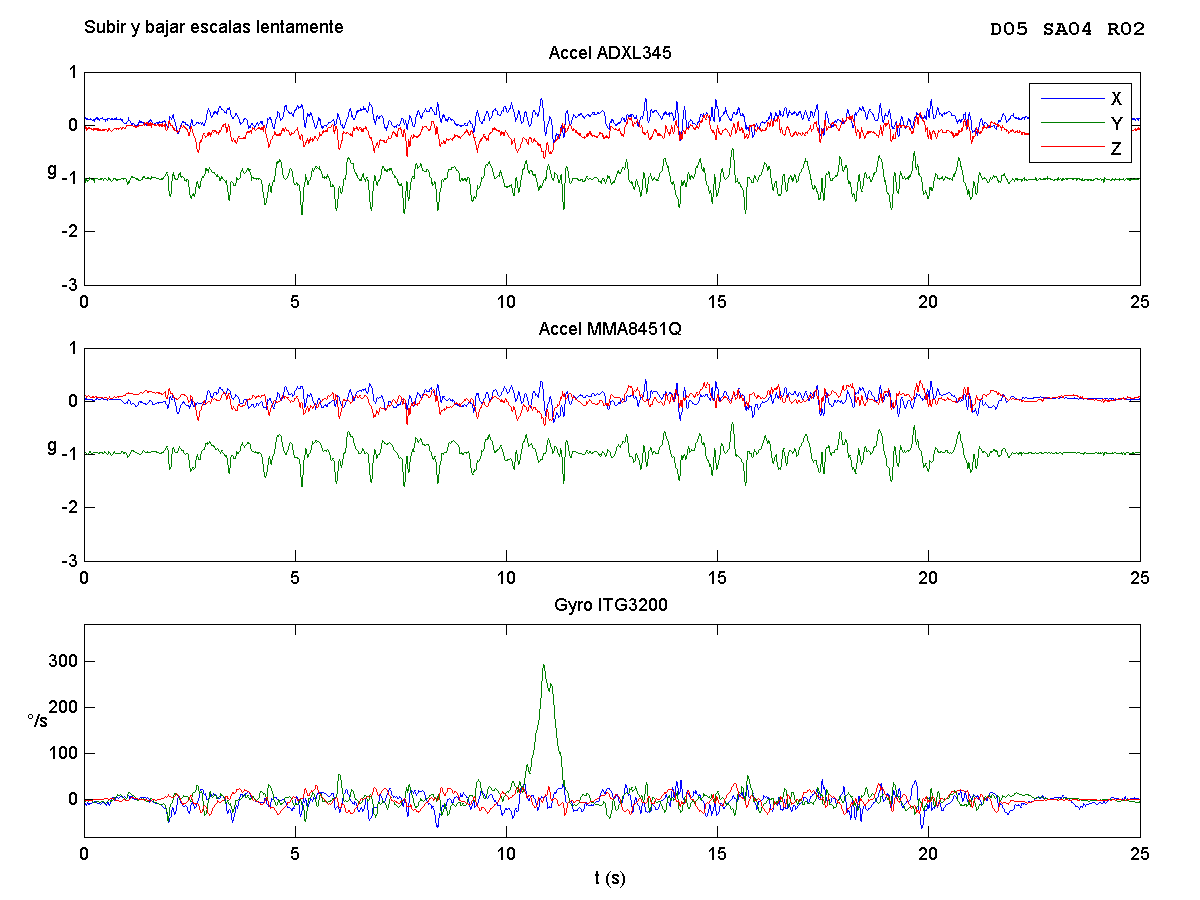 Subir y bajar escalas lentamente
D05 SA04 R02
Accel ADXL345
1
0
-1
-2
-3
g
X
Y
Z
0 5 10 15 20 25
Accel MMA8451Q
1
0
-1
-2
-3
g
0 5 10 15 20 25
Gyro ITG3200
300
200
100
0
°/s
0 5 10 15 20 25
t (s)